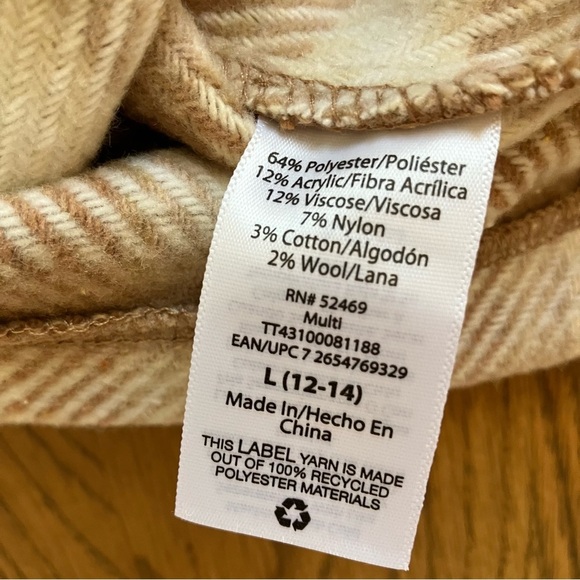 64% Polyester/Poliéster
12% Acrylic/Fibra Acrílica
12% Viscose/Viscosa
7% Nylon
3% Cotton/Algodón
2% Wool/Lana
RN# 52469
Multi
TT43100081188
EAN/UPC 7 2654769329
L (12-14)
Made In/Hecho En
China
THIS LABEL YARN IS MADE
OUT OF 100% RECYCLED
POLYESTER MATERIALS